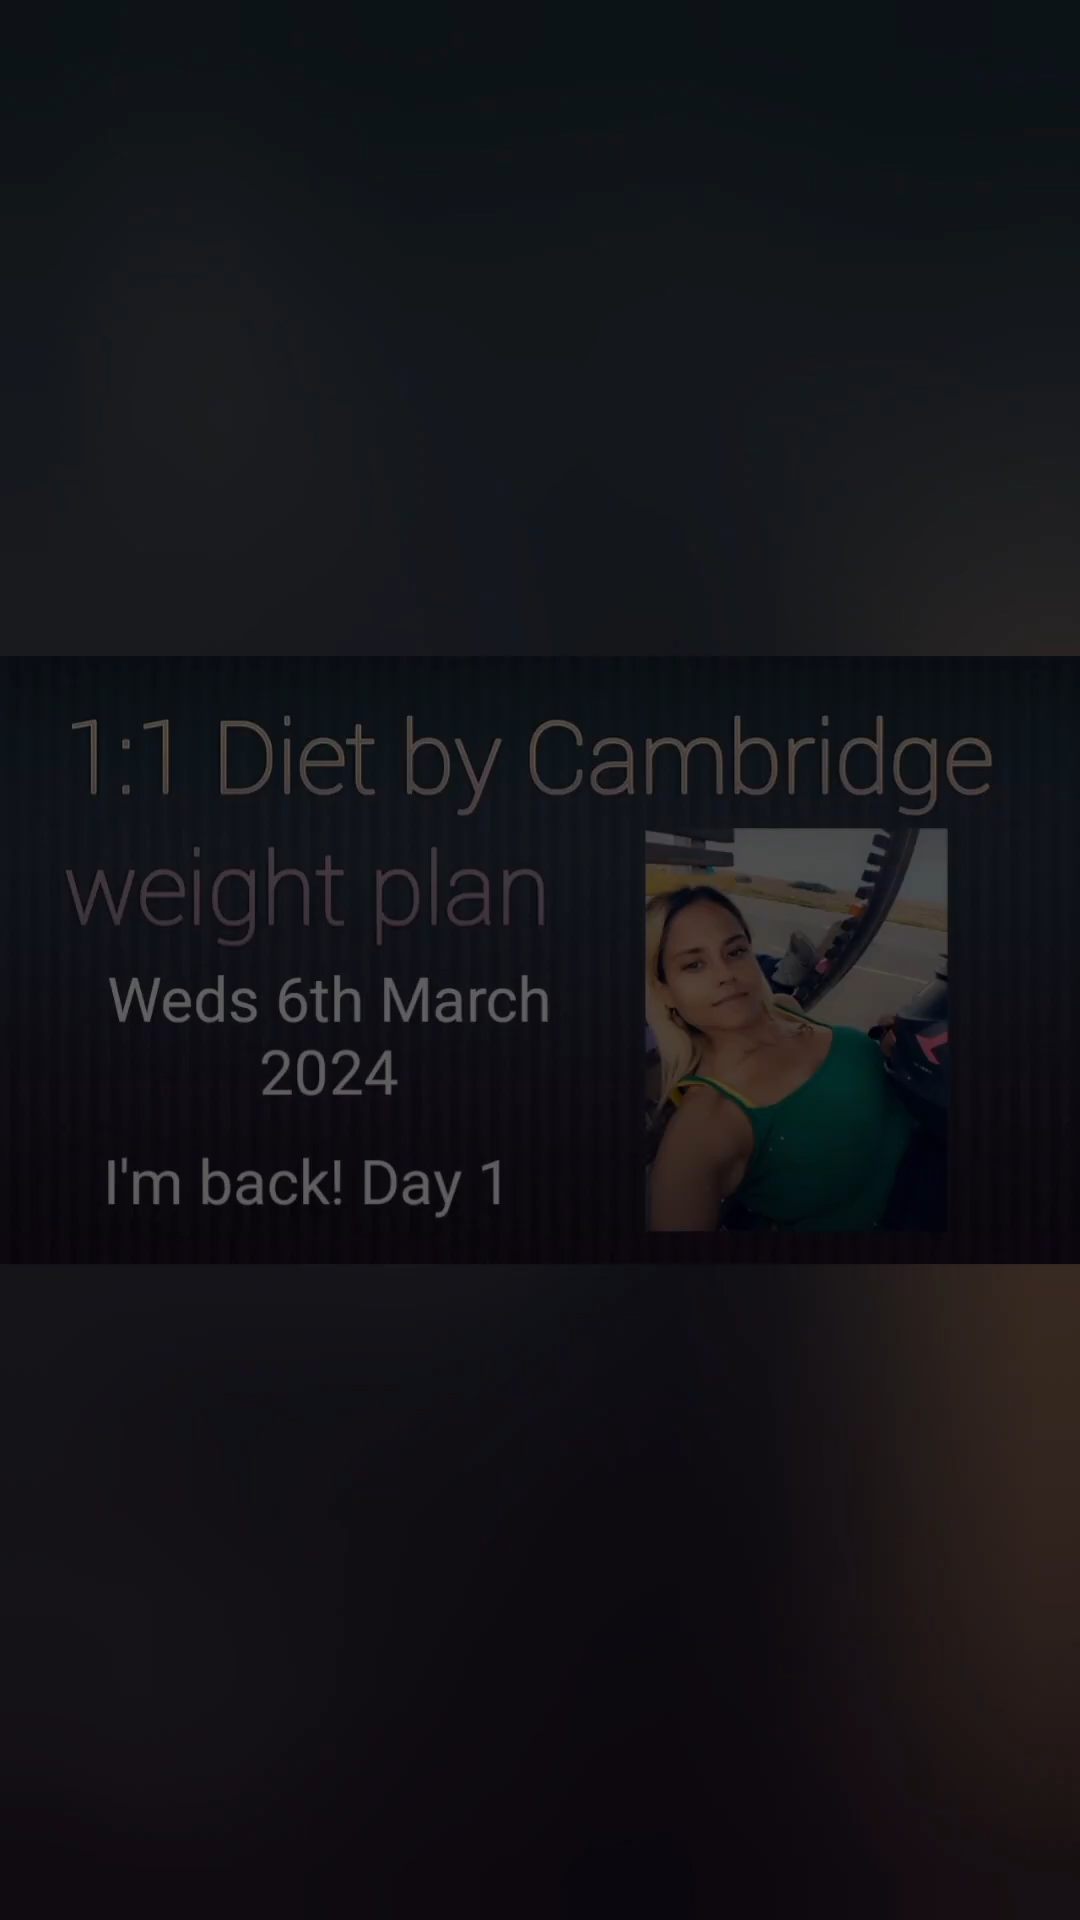 1:1 Diet by Cambridge
weight plan
Weds 6th March
2024
I'm back! Day 1